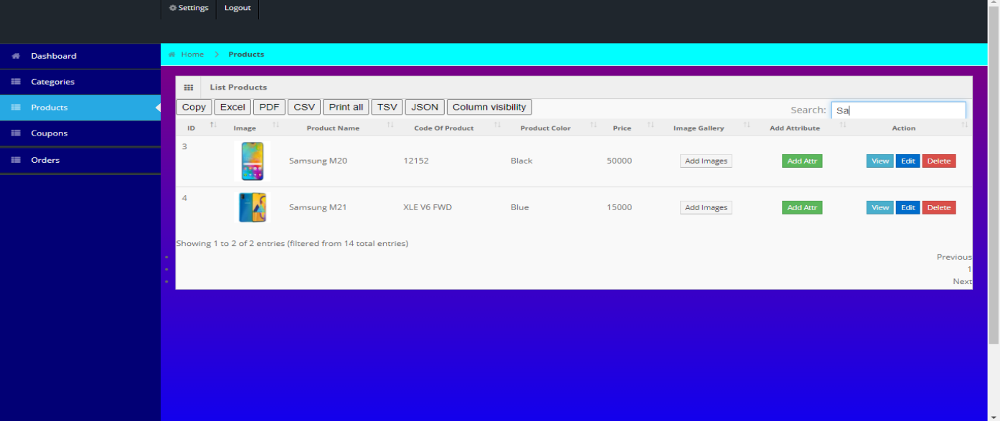 Settings Logout
Dashboard
Categories
Products
Coupons
Orders
Home > Products
List Products
Copy Excel PDF CSV Print all TSV JSON Column visibility
Search: Sa
ID Image Product Name Code Of Product Product Color Price Image Gallery Add Attribute Action
3 Samsung M20 12152 Black 50000 Add Images Add Attr View Edit Delete
4 Samsung M21 XLE V6 FWD Blue 15000 Add Images Add Attr View Edit Delete
Showing 1 to 2 of 2 entries (filtered from 14 total entries)
Previous
1
Next